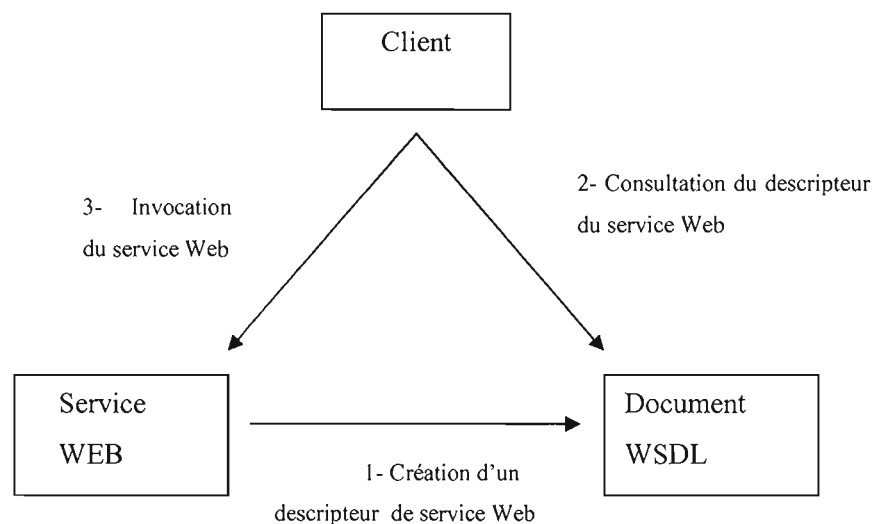 Client
2- Consultation du descripteur
du service Web
3- Invocation
du service Web
Service
WEB
Document
WSDL
1- Création d'un
descripteur de service Web